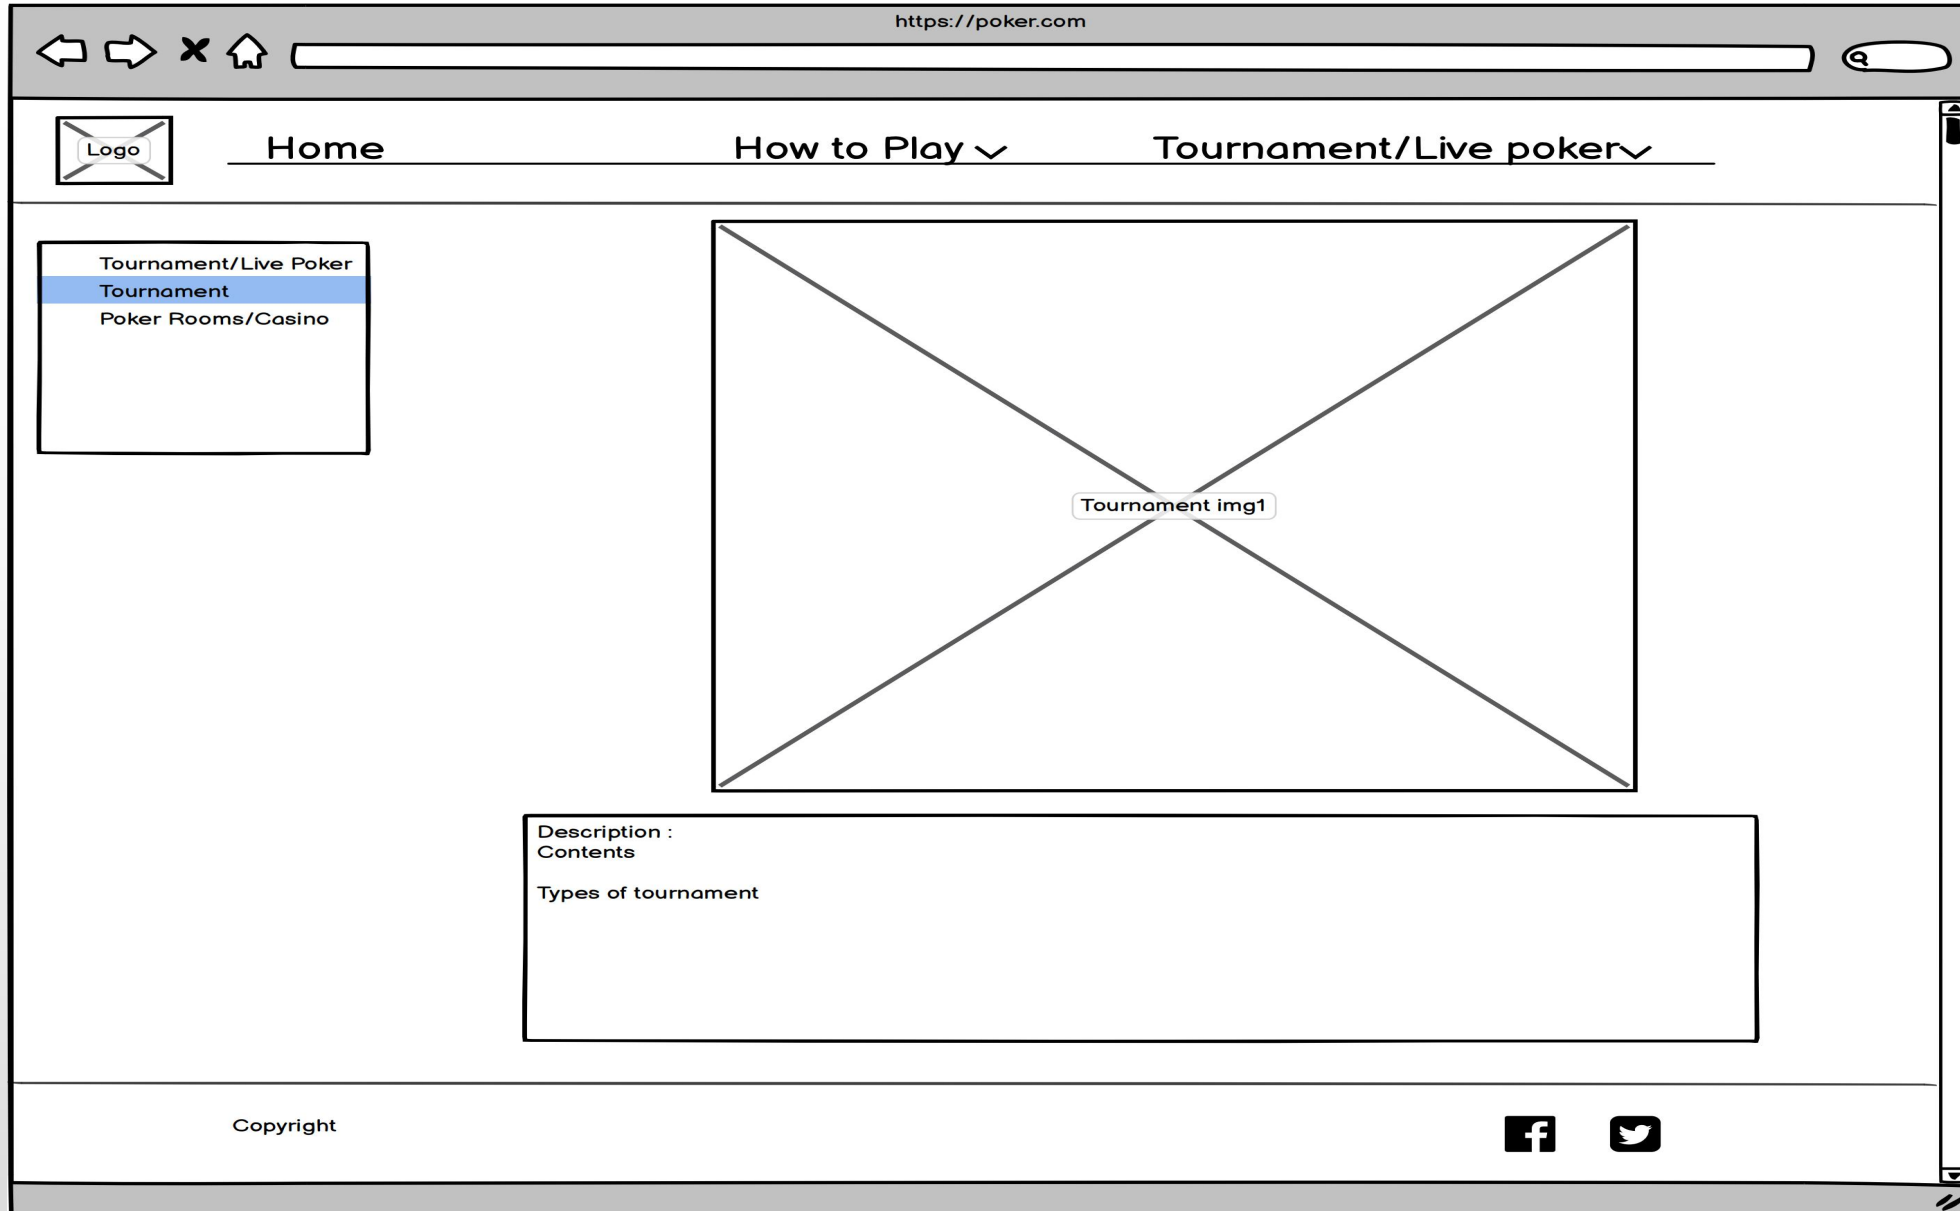 https://poker.com
Logo
Home
How to Play
Tournament/Live poker
Tournament/Live Poker
Tournament
Poker Rooms/Casino
Tournament img1
Description :
Contents
Types of tournament
Copyright